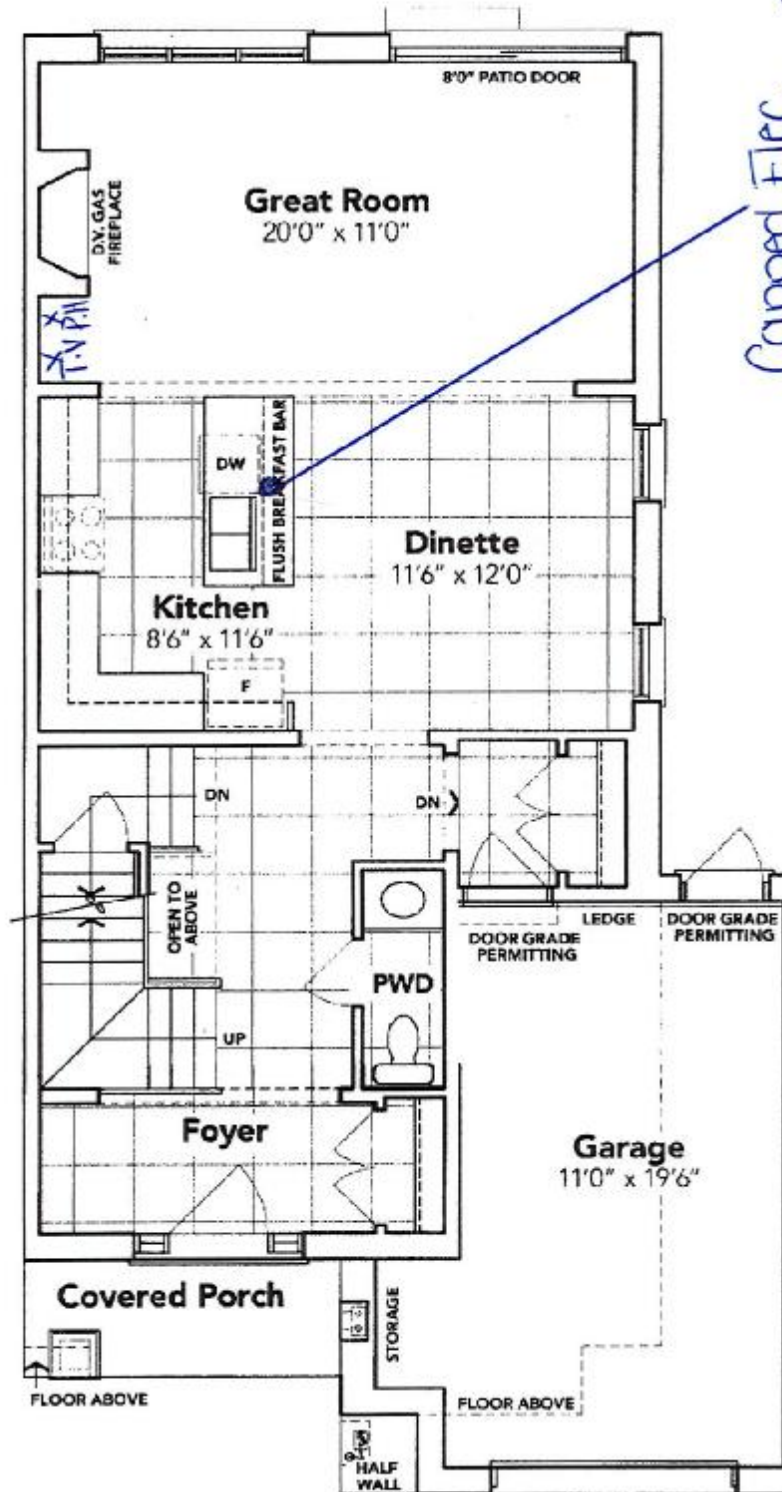 8'0" PATIO DOOR
Great Room
20'0" x 11'0"
D.V. GAS
FIREPLACE
Capped Elec
X X
T.V P.H
DW
FLUSH BREAKFAST BAR
Dinette
11'6" x 12'0"
Kitchen
8'6" x 11'6"
F
DN
DN
OPEN TO
ABOVE
LEDGE
DOOR GRADE
PERMITTING
DOOR GRADE
PERMITTING
PWD
UP
Foyer
Garage
11'0" x 19'6"
Covered Porch
STORAGE
FLOOR ABOVE
FLOOR ABOVE
HALF
WALL